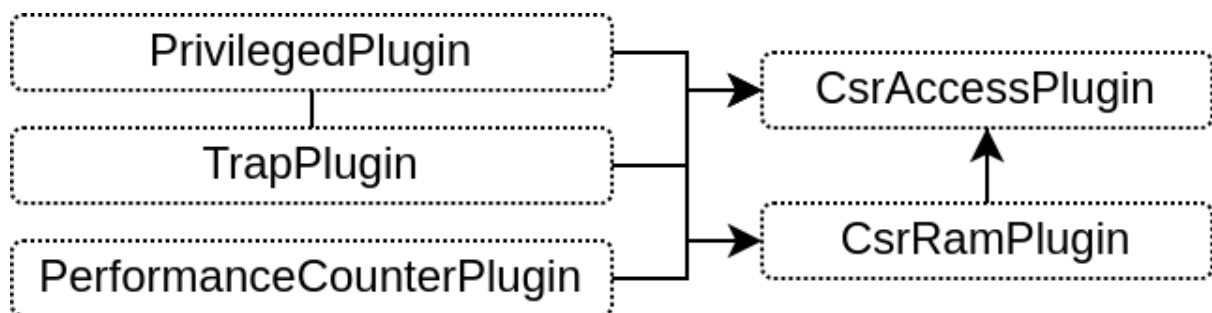 PrivilegedPlugin
TrapPlugin
PerformanceCounterPlugin
CsrAccessPlugin
CsrRamPlugin